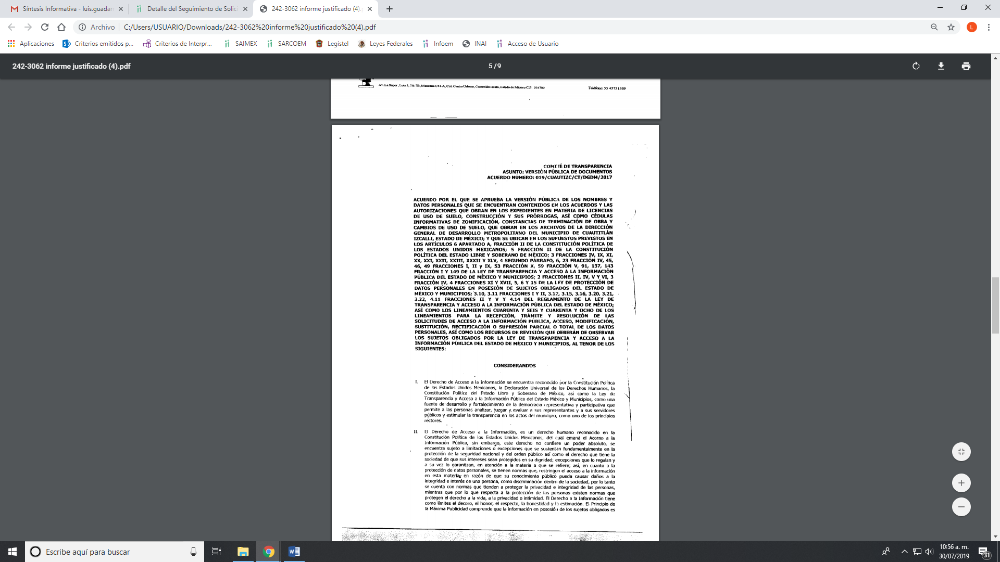 Síntesis Informativa - luis.guadar
Detalle del Seguimiento de Solici
242-3062 informe justificado (4).
Archivo
C:/Users/USUARIO/Downloads/242-3062%20informe%20justificado%20(4).pdf
L
Aplicaciones
Criterios emitidos p...
Criterios de Interpr...
SAIMEX
SARCOEM
Legistel
Leyes Federales
Infoem
INAI
Acceso de Usuario
242-3062 informe justificado (4).pdf
5 / 9
Av. La Súper, Lote 3, 7A-7B, Manzana C44-A, Col. Centro Urbano, Cuautitlán Izcalli, Estado de México C.P. 054700
Teléfono: 55 45731369
COMITÉ DE TRANSPARENCIA
ASUNTO: VERSIÓN PÚBLICA DE DOCUMENTOS
ACUERDO NÚMERO: 019/CUAUTIZC/CT/DGDM/2017
ACUERDO POR EL QUE SE APRUEBA LA VERSIÓN PÚBLICA DE LOS NOMBRES Y
DATOS PERSONALES QUE SE ENCUENTRAN CONTENIDOS EN LOS ACUERDOS Y LAS
AUTORIZACIONES QUE OBRAN EN LOS EXPEDIENTES EN MATERIA DE LICENCIAS
DE USO DE SUELO, CONSTRUCCIÓN Y SUS PRÓRROGAS, ASÍ COMO CÉDULAS
INFORMATIVAS DE ZONIFICACIÓN, CONSTANCIAS DE TERMINACIÓN DE OBRA Y
CAMBIOS DE USO DE SUELO, QUE OBRAN EN LOS ARCHIVOS DE LA DIRECCIÓN
GENERAL DE DESARROLLO METROPOLITANO DEL MUNICIPIO DE CUAUTITLÁN
IZCALLI, ESTADO DE MÉXICO; Y QUE SE UBICAN EN LOS SUPUESTOS PREVISTOS EN
LOS ARTÍCULOS 6 APARTADO A, FRACCIÓN II DE LA CONSTITUCIÓN POLÍTICA DE
LOS ESTADOS UNIDOS MEXICANOS; 5 FRACCIÓN II DE LA CONSTITUCIÓN
POLÍTICA DEL ESTADO LIBRE Y SOBERANO DE MÉXICO; 3 FRACCIONES IV, IX, XI,
XX, XXI, XXII, XXIII, XXXII Y XLV, 4 SEGUNDO PÁRRAFO, 6, 23 FRACCIÓN IV, 45,
46, 49 FRACCIONES I, II y IX, 53 FRACCIÓN X, 59 FRACCIÓN V, 91, 137, 143
FRACCIÓN I Y 149 DE LA LEY DE TRANSPARENCIA Y ACCESO A LA INFORMACIÓN
PÚBLICA DEL ESTADO DE MÉXICO Y MUNICIPIOS; 2 FRACCIONES II, IV, V Y VI, 3
FRACCIÓN IV, 4 FRACCIONES XI Y XVII, 5, 6 Y 15 DE LA LEY DE PROTECCIÓN DE
DATOS PERSONALES EN POSESIÓN DE SUJETOS OBLIGADOS DEL ESTADO DE
MÉXICO Y MUNICIPIOS; 3.10, 3.11 FRACCIONES I Y II, 3.12, 3.15, 3.16, 3.20, 3.21,
3.22, 4.11 FRACCIONES II Y V Y 4.14 DEL REGLAMENTO DE LA LEY DE
TRANSPARENCIA Y ACCESO A LA INFORMACIÓN PÚBLICA DEL ESTADO DE MÉXICO;
ASÍ COMO LOS LINEAMIENTOS CUARENTA Y SEIS Y CUARENTA Y OCHO DE LOS
LINEAMIENTOS PARA LA RECEPCIÓN, TRÁMITE Y RESOLUCIÓN DE LAS
SOLICITUDES DE ACCESO A LA INFORMACIÓN PÚBLICA, ACCESO, MODIFICACIÓN,
SUSTITUCIÓN, RECTIFICACIÓN O SUPRESIÓN PARCIAL O TOTAL DE LOS DATOS
PERSONALES, ASÍ COMO LOS RECURSOS DE REVISIÓN QUE DEBERÁN DE OBSERVAR
LOS SUJETOS OBLIGADOS POR LA LEY DE TRANSPARENCIA Y ACCESO A LA
INFORMACIÓN PÚBLICA DEL ESTADO DE MÉXICO Y MUNICIPIOS, AL TENOR DE LOS
SIGUIENTES:
CONSIDERANDOS
I. El Derecho de Acceso a la Información se encuentra reconocido por la Constitución Política
de los Estados Unidos Mexicanos, la Declaración Universal de los Derechos Humanos, la
Constitución Política del Estado Libre y Soberano de México, así como la Ley de
Transparencia y Acceso a la Información Pública del Estado México y Municipios, como una
fuente de desarrollo y fortalecimiento de la democracia representativa y participativa que
permite a las personas analizar, juzgar y evaluar a sus representantes y a sus servidores
públicos y estimular la transparencia en los actos del municipio, como uno de los principios
rectores.
II. El Derecho de Acceso a la Información, es un derecho humano reconocido en la
Constitución Política de los Estados Unidos Mexicanos, del cual emana el Acceso a la
Información Pública, sin embargo, este derecho no confiere un poder absoluto, se
encuentra sujeto a limitaciones o excepciones que se sustentan fundamentalmente en la
protección de la seguridad nacional y del orden público así como el derecho que tiene la
sociedad de que sus intereses sean protegidos en su dignidad; excepciones que lo regulan y
a su vez lo garantizan, en atención a la materia a que se refiere; así, en cuanto a la
protección de datos personales, se tienen normas que, restringen el acceso a la información
en esta materia, en razón de que su conocimiento público pueda causar daños a la
integridad e interés de una persona, como discriminación dentro de la sociedad, por lo tanto
se cuenta con normas que tienden a proteger la privacidad e integridad de las personas,
mientras que por lo que respecta a la protección de las personas existen normas que
protegen el derecho a la vida, a la privacidad o intimidad. El Derecho a la Información tiene
como límites el decoro, el honor, el respecto, la honestidad y la estimación. El Principio de
la Máxima Publicidad comprende que la información en posesión de los sujetos obligados es
Escribe aquí para buscar
10:56 a. m.
30/07/2019
31